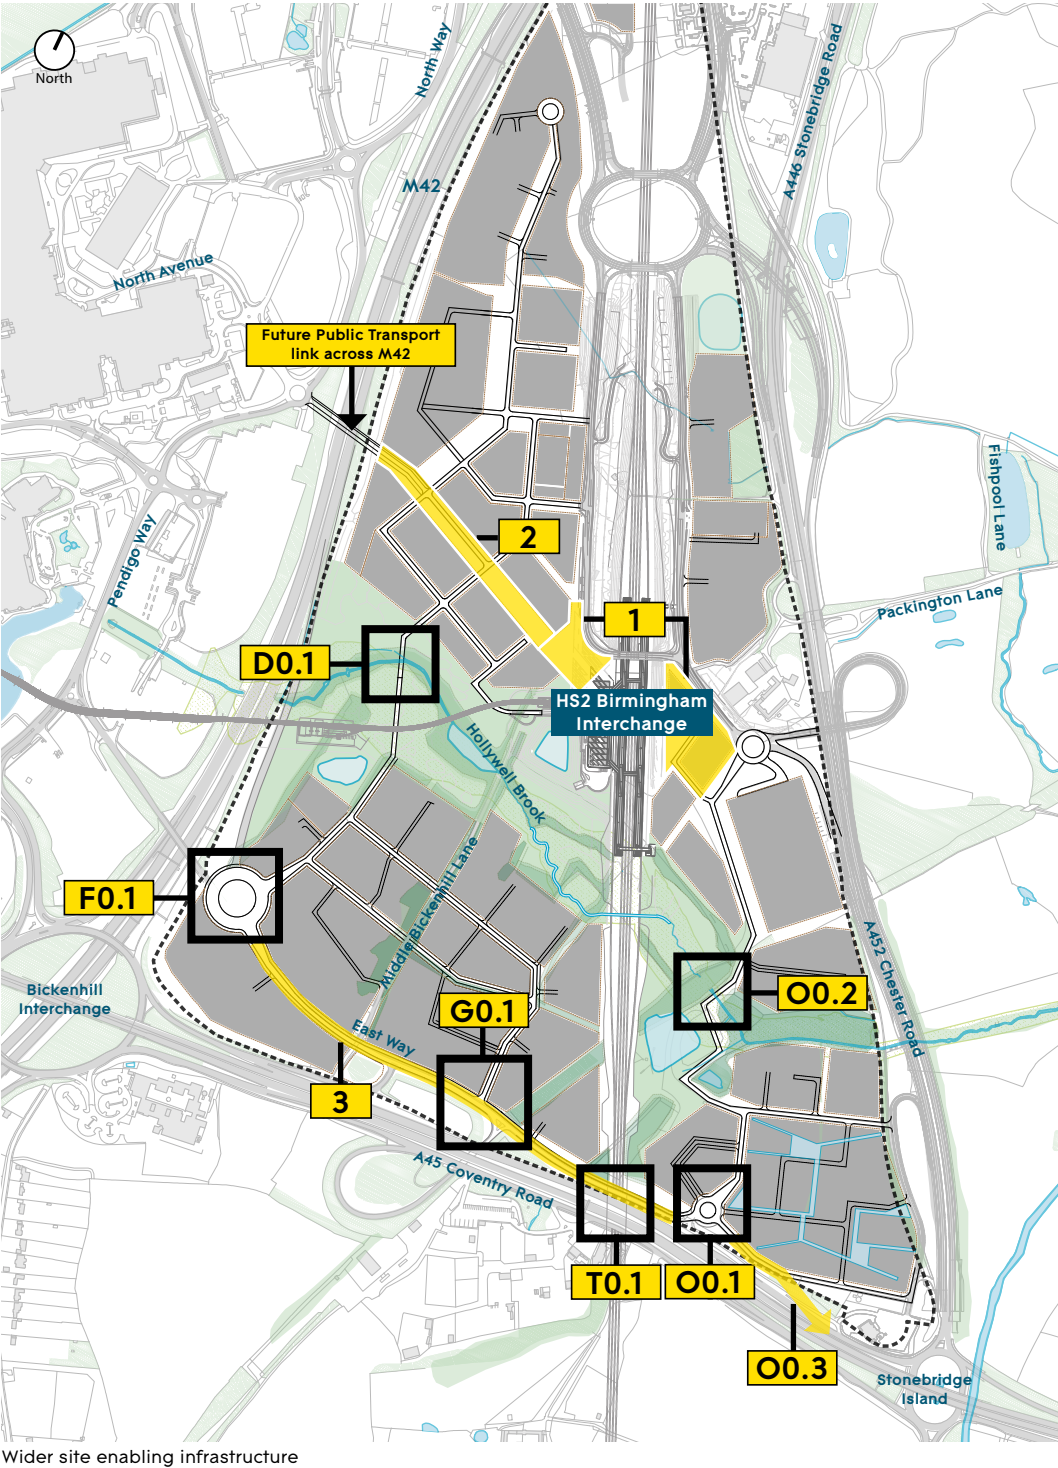 North
North Way
A446 Stonebridge Road
M42
North Avenue
Future Public Transport
link across M42
Fishpool Lane
2
Pendigo Way
Packington Lane
1
D0.1
HS2 Birmingham
Interchange
Hollywell Brook
Middle Bickenhill Lane
F0.1
A452 Chester Road
Bickenhill
Interchange
O0.2
G0.1
East Way
3
A45 Coventry Road
T0.1
O0.1
O0.3
Stonebridge
Island
Wider site enabling infrastructure